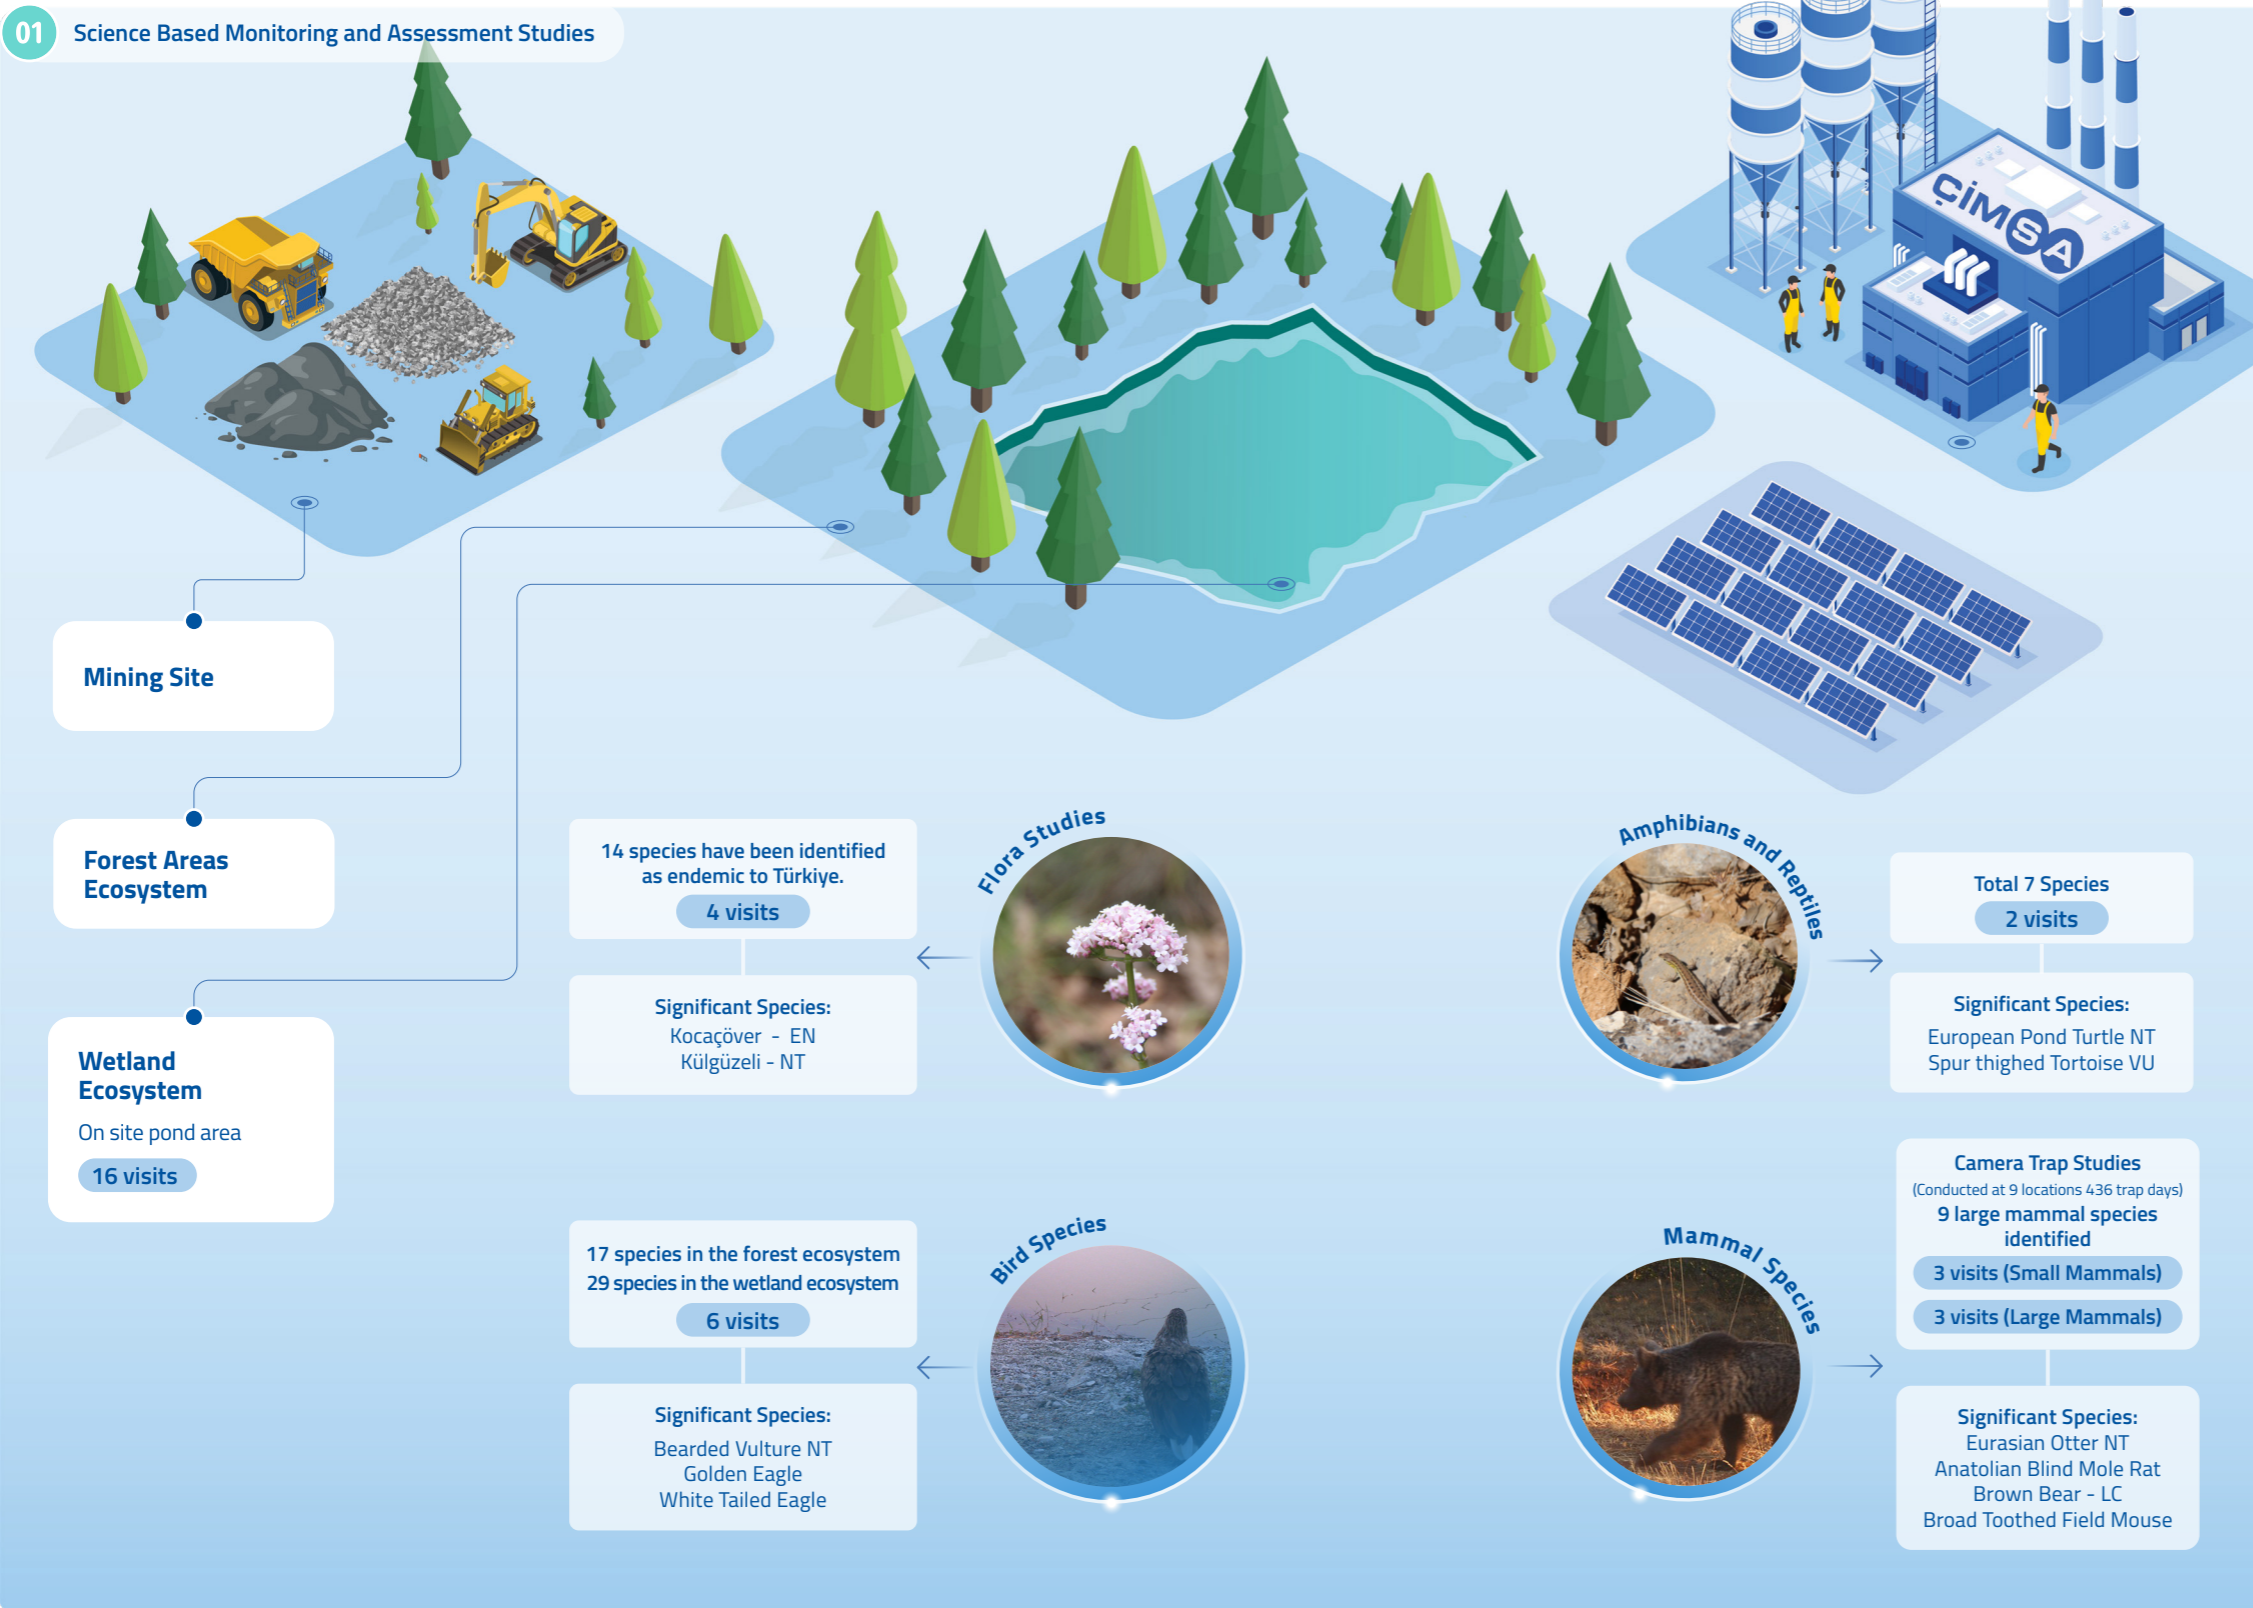 01
Science Based Monitoring and Assessment Studies
ÇİMSA
Mining Site
Forest Areas
Ecosystem
Wetland
Ecosystem
On site pond area
16 visits
Flora Studies
14 species have been identified
as endemic to Türkiye.
4 visits
Significant Species:
Kocaçöver - EN
Külgüzeli - NT
Amphibians and Reptiles
Total 7 Species
2 visits
Significant Species:
European Pond Turtle NT
Spur thighed Tortoise VU
Bird Species
17 species in the forest ecosystem
29 species in the wetland ecosystem
6 visits
Significant Species:
Bearded Vulture NT
Golden Eagle
White Tailed Eagle
Mammal Species
Camera Trap Studies
(Conducted at 9 locations 436 trap days)
9 large mammal species
identified
3 visits (Small Mammals)
3 visits (Large Mammals)
Significant Species:
Eurasian Otter NT
Anatolian Blind Mole Rat
Brown Bear - LC
Broad Toothed Field Mouse